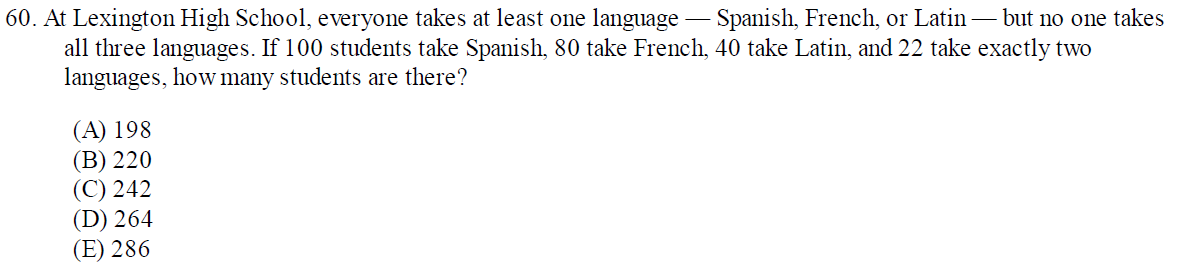 60. At Lexington High School, everyone takes at least one language — Spanish, French, or Latin — but no one takes
all three languages. If 100 students take Spanish, 80 take French, 40 take Latin, and 22 take exactly two
languages, how many students are there?
(A) 198
(B) 220
(C) 242
(D) 264
(E) 286